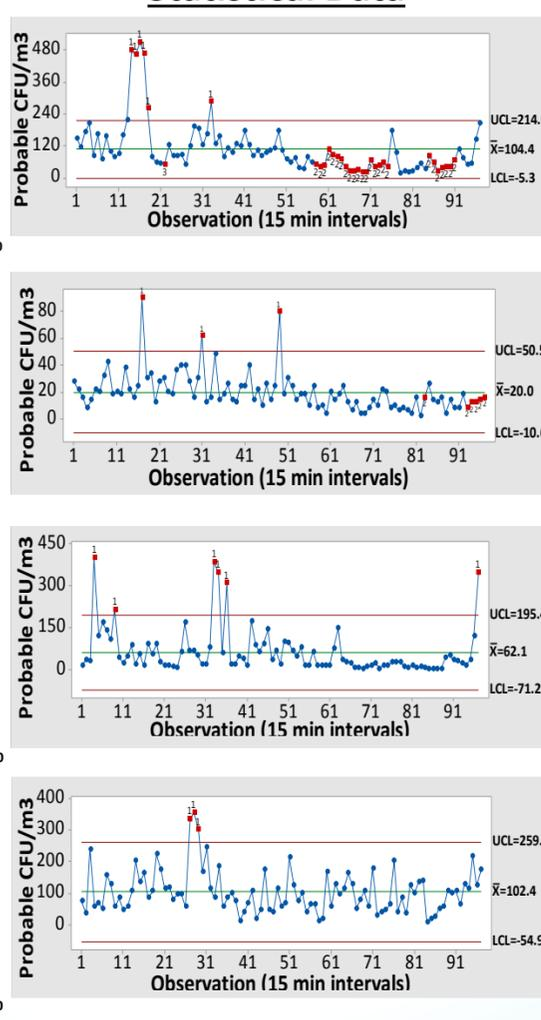 Statistical Data
Probable CFU/m3
480
360
240
120
0
UCL=214.
X̅=104.4
LCL=-5.3
1 11 21 31 41 51 61 71 81 91
Observation (15 min intervals)
Probable CFU/m3
80
60
40
20
0
UCL=50.5
X̅=20.0
LCL=-10.
1 11 21 31 41 51 61 71 81 91
Observation (15 min intervals)
Probable CFU/m3
450
300
150
0
UCL=195.
X̅=62.1
LCL=-71.2
1 11 21 31 41 51 61 71 81 91
Observation (15 min intervals)
Probable CFU/m3
400
300
200
100
0
UCL=259.
X̅=102.4
LCL=-54.9
1 11 21 31 41 51 61 71 81 91
Observation (15 min intervals)